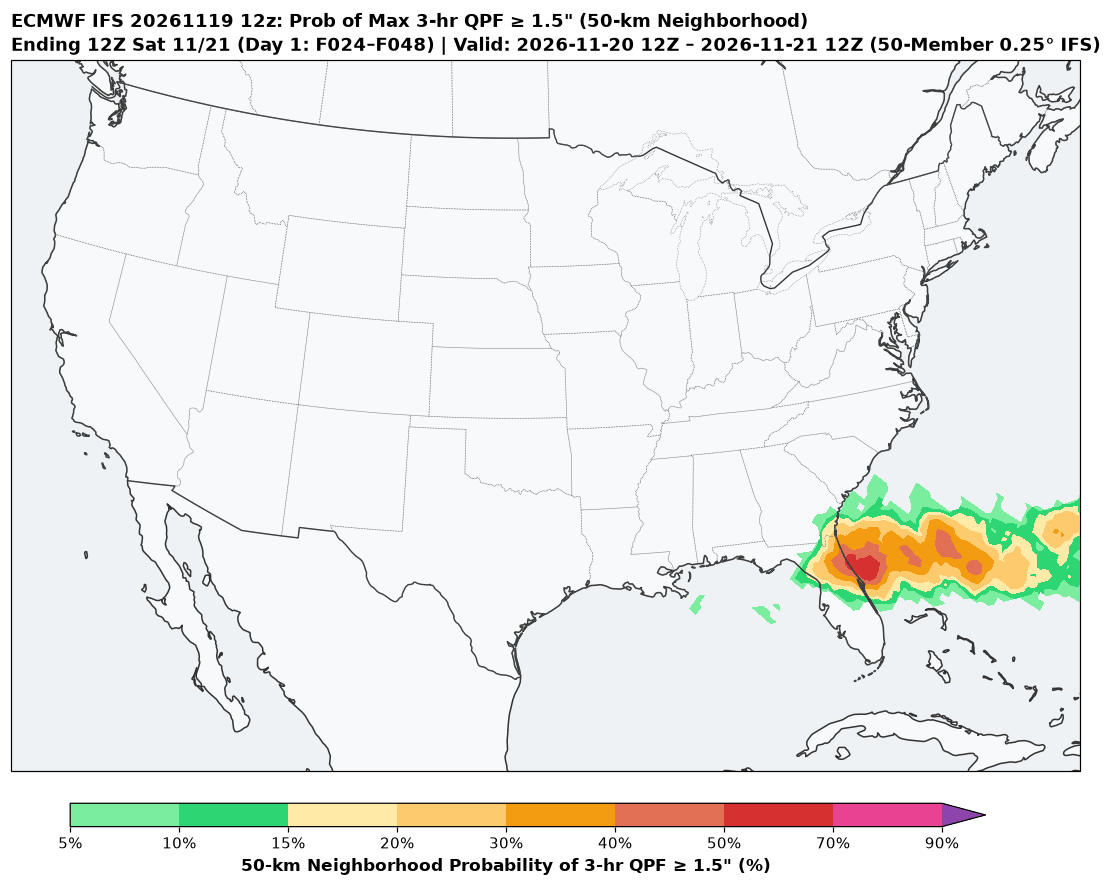 ECMWF IFS 20261119 12z: Prob of Max 3-hr QPF ≥ 1.5" (50-km Neighborhood)
Ending 12Z Sat 11/21 (Day 1: F024–F048) | Valid: 2026-11-20 12Z – 2026-11-21 12Z (50-Member 0.25° IFS)
5% 10% 15% 20% 30% 40% 50% 70% 90%
50-km Neighborhood Probability of 3-hr QPF ≥ 1.5" (%)